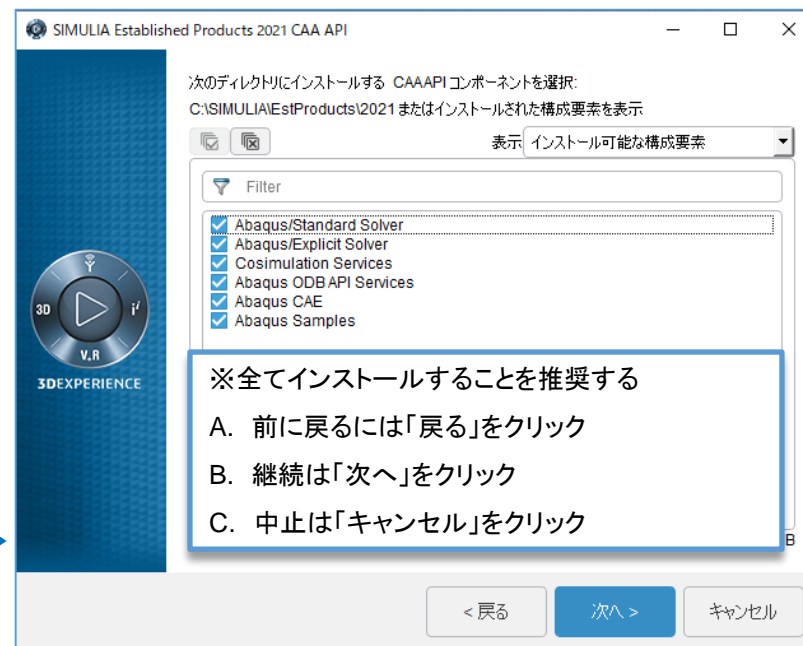 SIMULIA Established Products 2021 CAA API
次のディレクトリにインストールする CAAAPIコンポーネントを選択:
C:\SIMULIA\EstProducts\2021 またはインストールされた構成要素を表示
表示 インストール可能な構成要素
Filter
Abaqus/Standard Solver
Abaqus/Explicit Solver
Cosimulation Services
Abaqus ODB API Services
Abaqus CAE
Abaqus Samples
3D i
V.R
3DEXPERIENCE
※全てインストールすることを推奨する
A. 前に戻るには「戻る」をクリック
B. 継続は「次へ」をクリック
C. 中止は「キャンセル」をクリック
B
<戻る 次へ > キャンセル